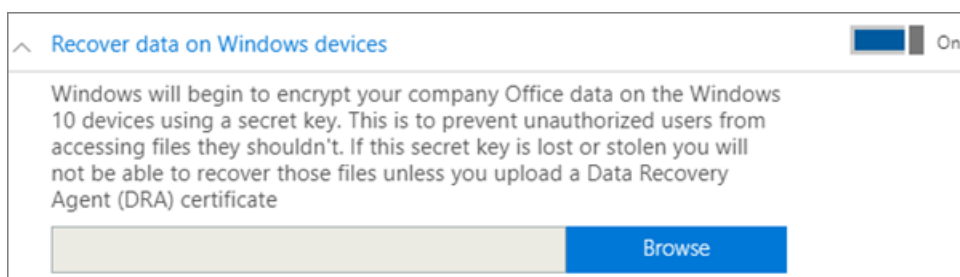 Recover data on Windows devices
On
Windows will begin to encrypt your company Office data on the Windows
10 devices using a secret key. This is to prevent unauthorized users from
accessing files they shouldn't. If this secret key is lost or stolen you will
not be able to recover those files unless you upload a Data Recovery
Agent (DRA) certificate
Browse